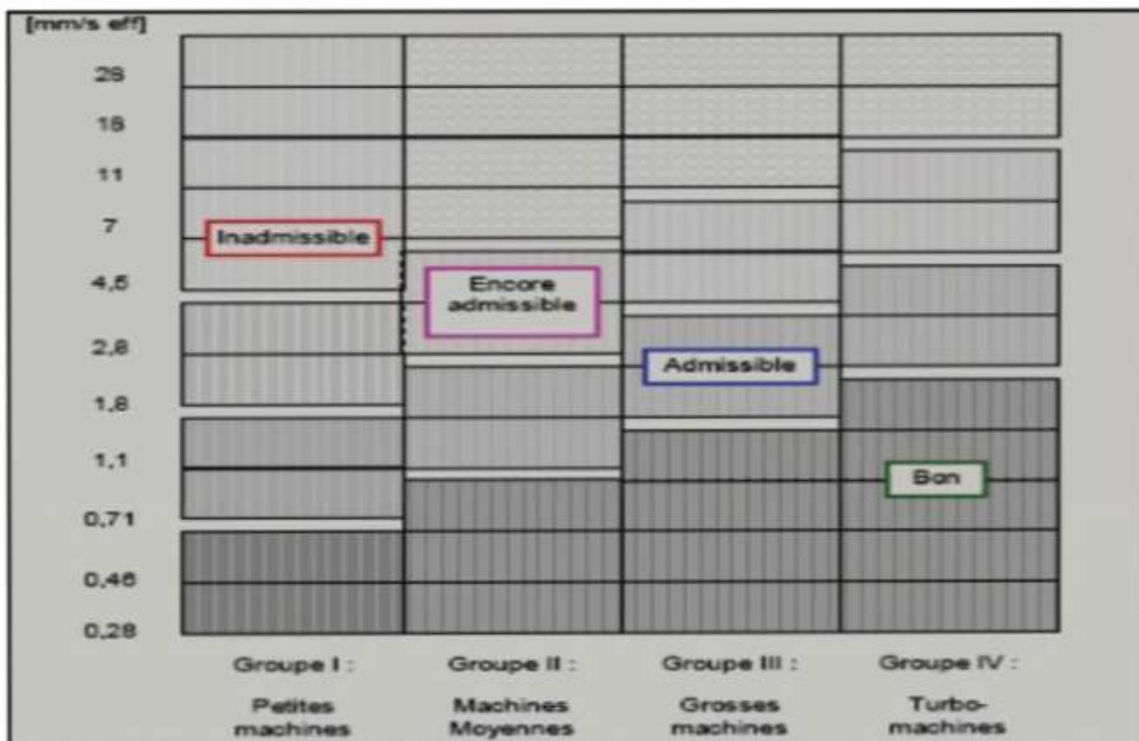 [mm/s eff]
28
18
11
7
4,5
2,8
1,8
1,1
0,71
0,46
0,28
Inadmissible
Encore
admissible
Admissible
Bon
Groupe I :
Petites
machines
Groupe II :
Machines
Moyennes
Groupe III :
Grosses
machines
Groupe IV :
Turbo-
machines